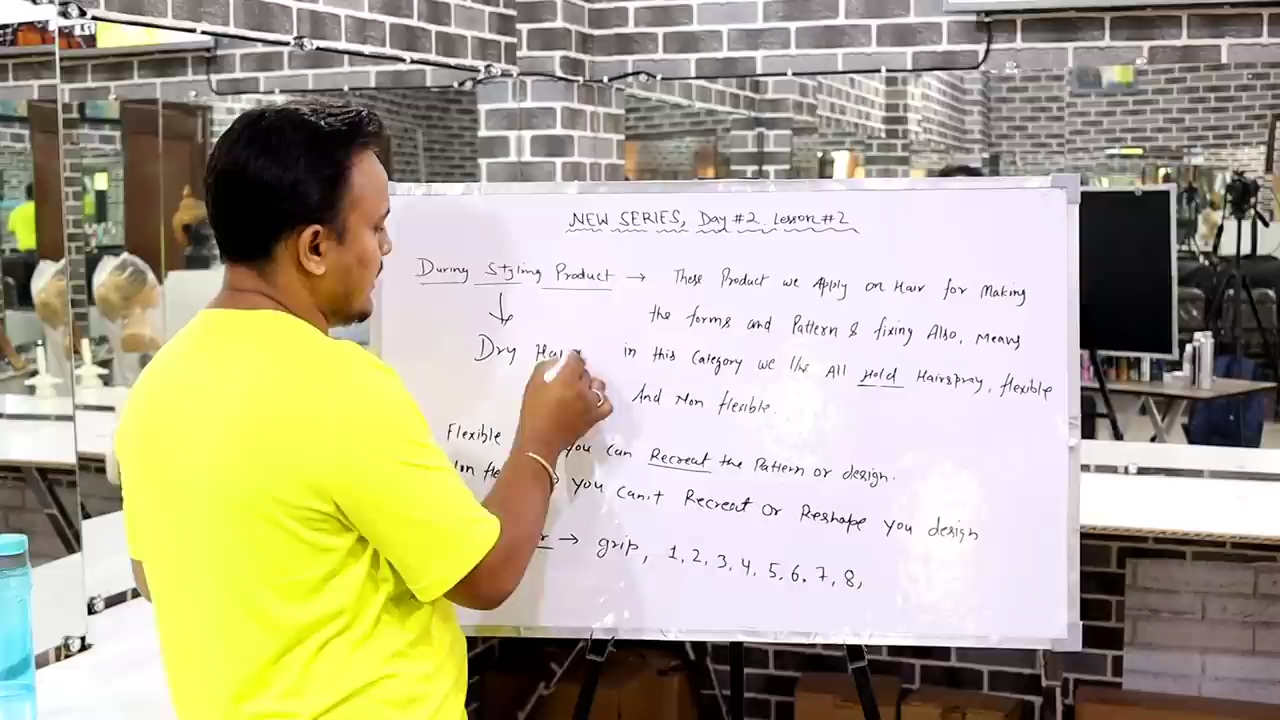 NEW SERIES, Day #2, Lesson #2
During Styling Product → These Product we Apply on Hair for Making
the forms and Pattern & fixing Also, Means
Dry in this Category we Use All Hold Hairspray, flexible
And Non flexible.
Flexible you can Recreat the Pattern or design.
you can't Recreat or Reshape you design
→ grip, 1, 2, 3, 4, 5, 6, 7, 8,